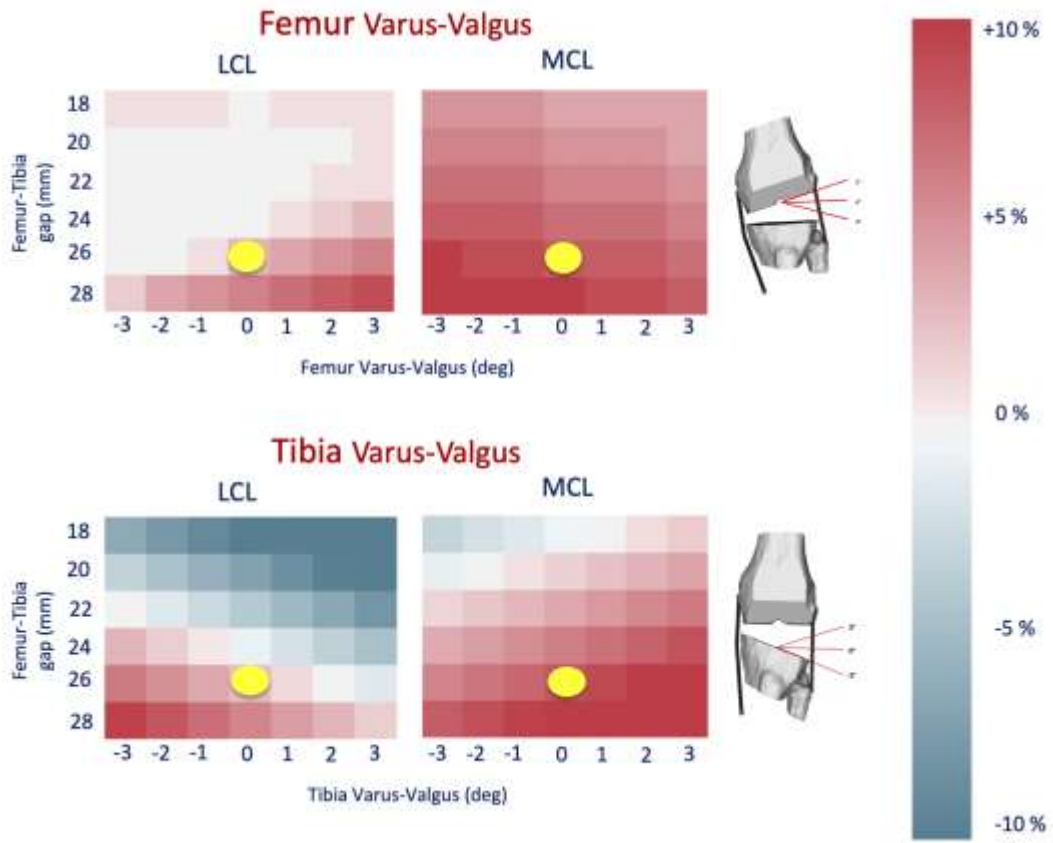 Femur Varus-Valgus
LCL
MCL
Femur-Tibia
gap (mm)
18
20
22
24
26
28
-3 -2 -1 0 1 2 3
-3 -2 -1 0 1 2 3
Femur Varus-Valgus (deg)
Tibia Varus-Valgus
LCL
MCL
Femur-Tibia
gap (mm)
18
20
22
24
26
28
-3 -2 -1 0 1 2 3
-3 -2 -1 0 1 2 3
Tibia Varus-Valgus (deg)
+10 %
+5 %
0 %
-5 %
-10 %